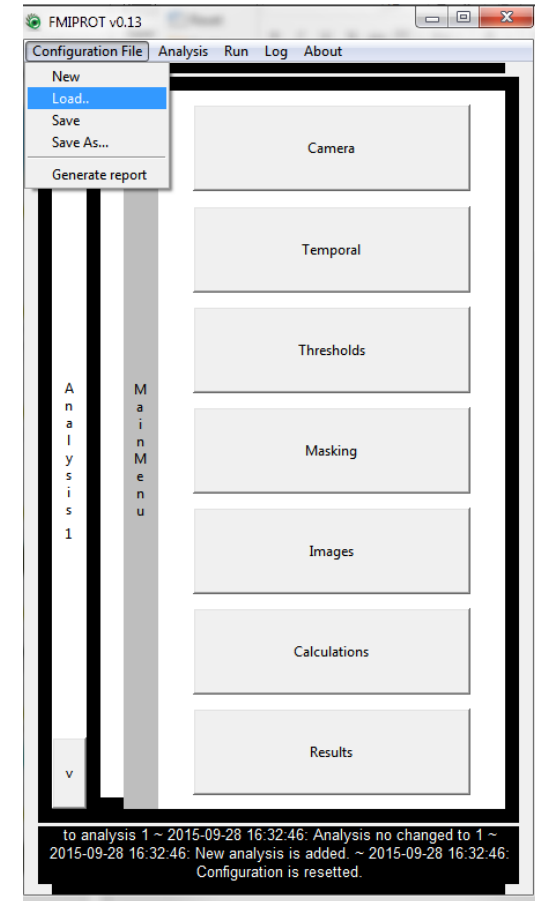 FMIPROT v0.13
Configuration File Analysis Run Log About
New
Load..
Save
Save As...
Generate report
Camera
Temporal
Thresholds
Masking
Images
Calculations
Results
Analysis 1
MainMenu
v
to analysis 1 ~ 2015-09-28 16:32:46: Analysis no changed to 1 ~
2015-09-28 16:32:46: New analysis is added. ~ 2015-09-28 16:32:46:
Configuration is resetted.